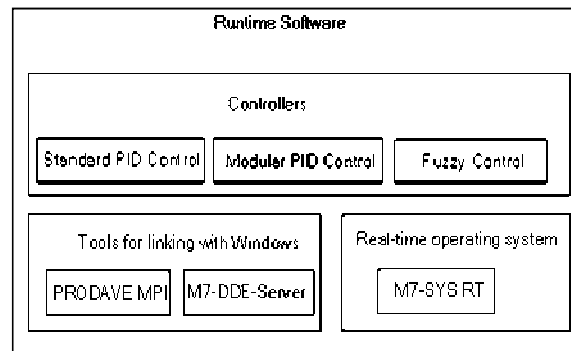 Runtime Software
Controllers
Standard PID Control
Modular PID Control
Fuzzy Control
Tools for linking with Windows
Real-time operating system
PRODAVE MPI
M7-DDE-Server
M7-SYS RT